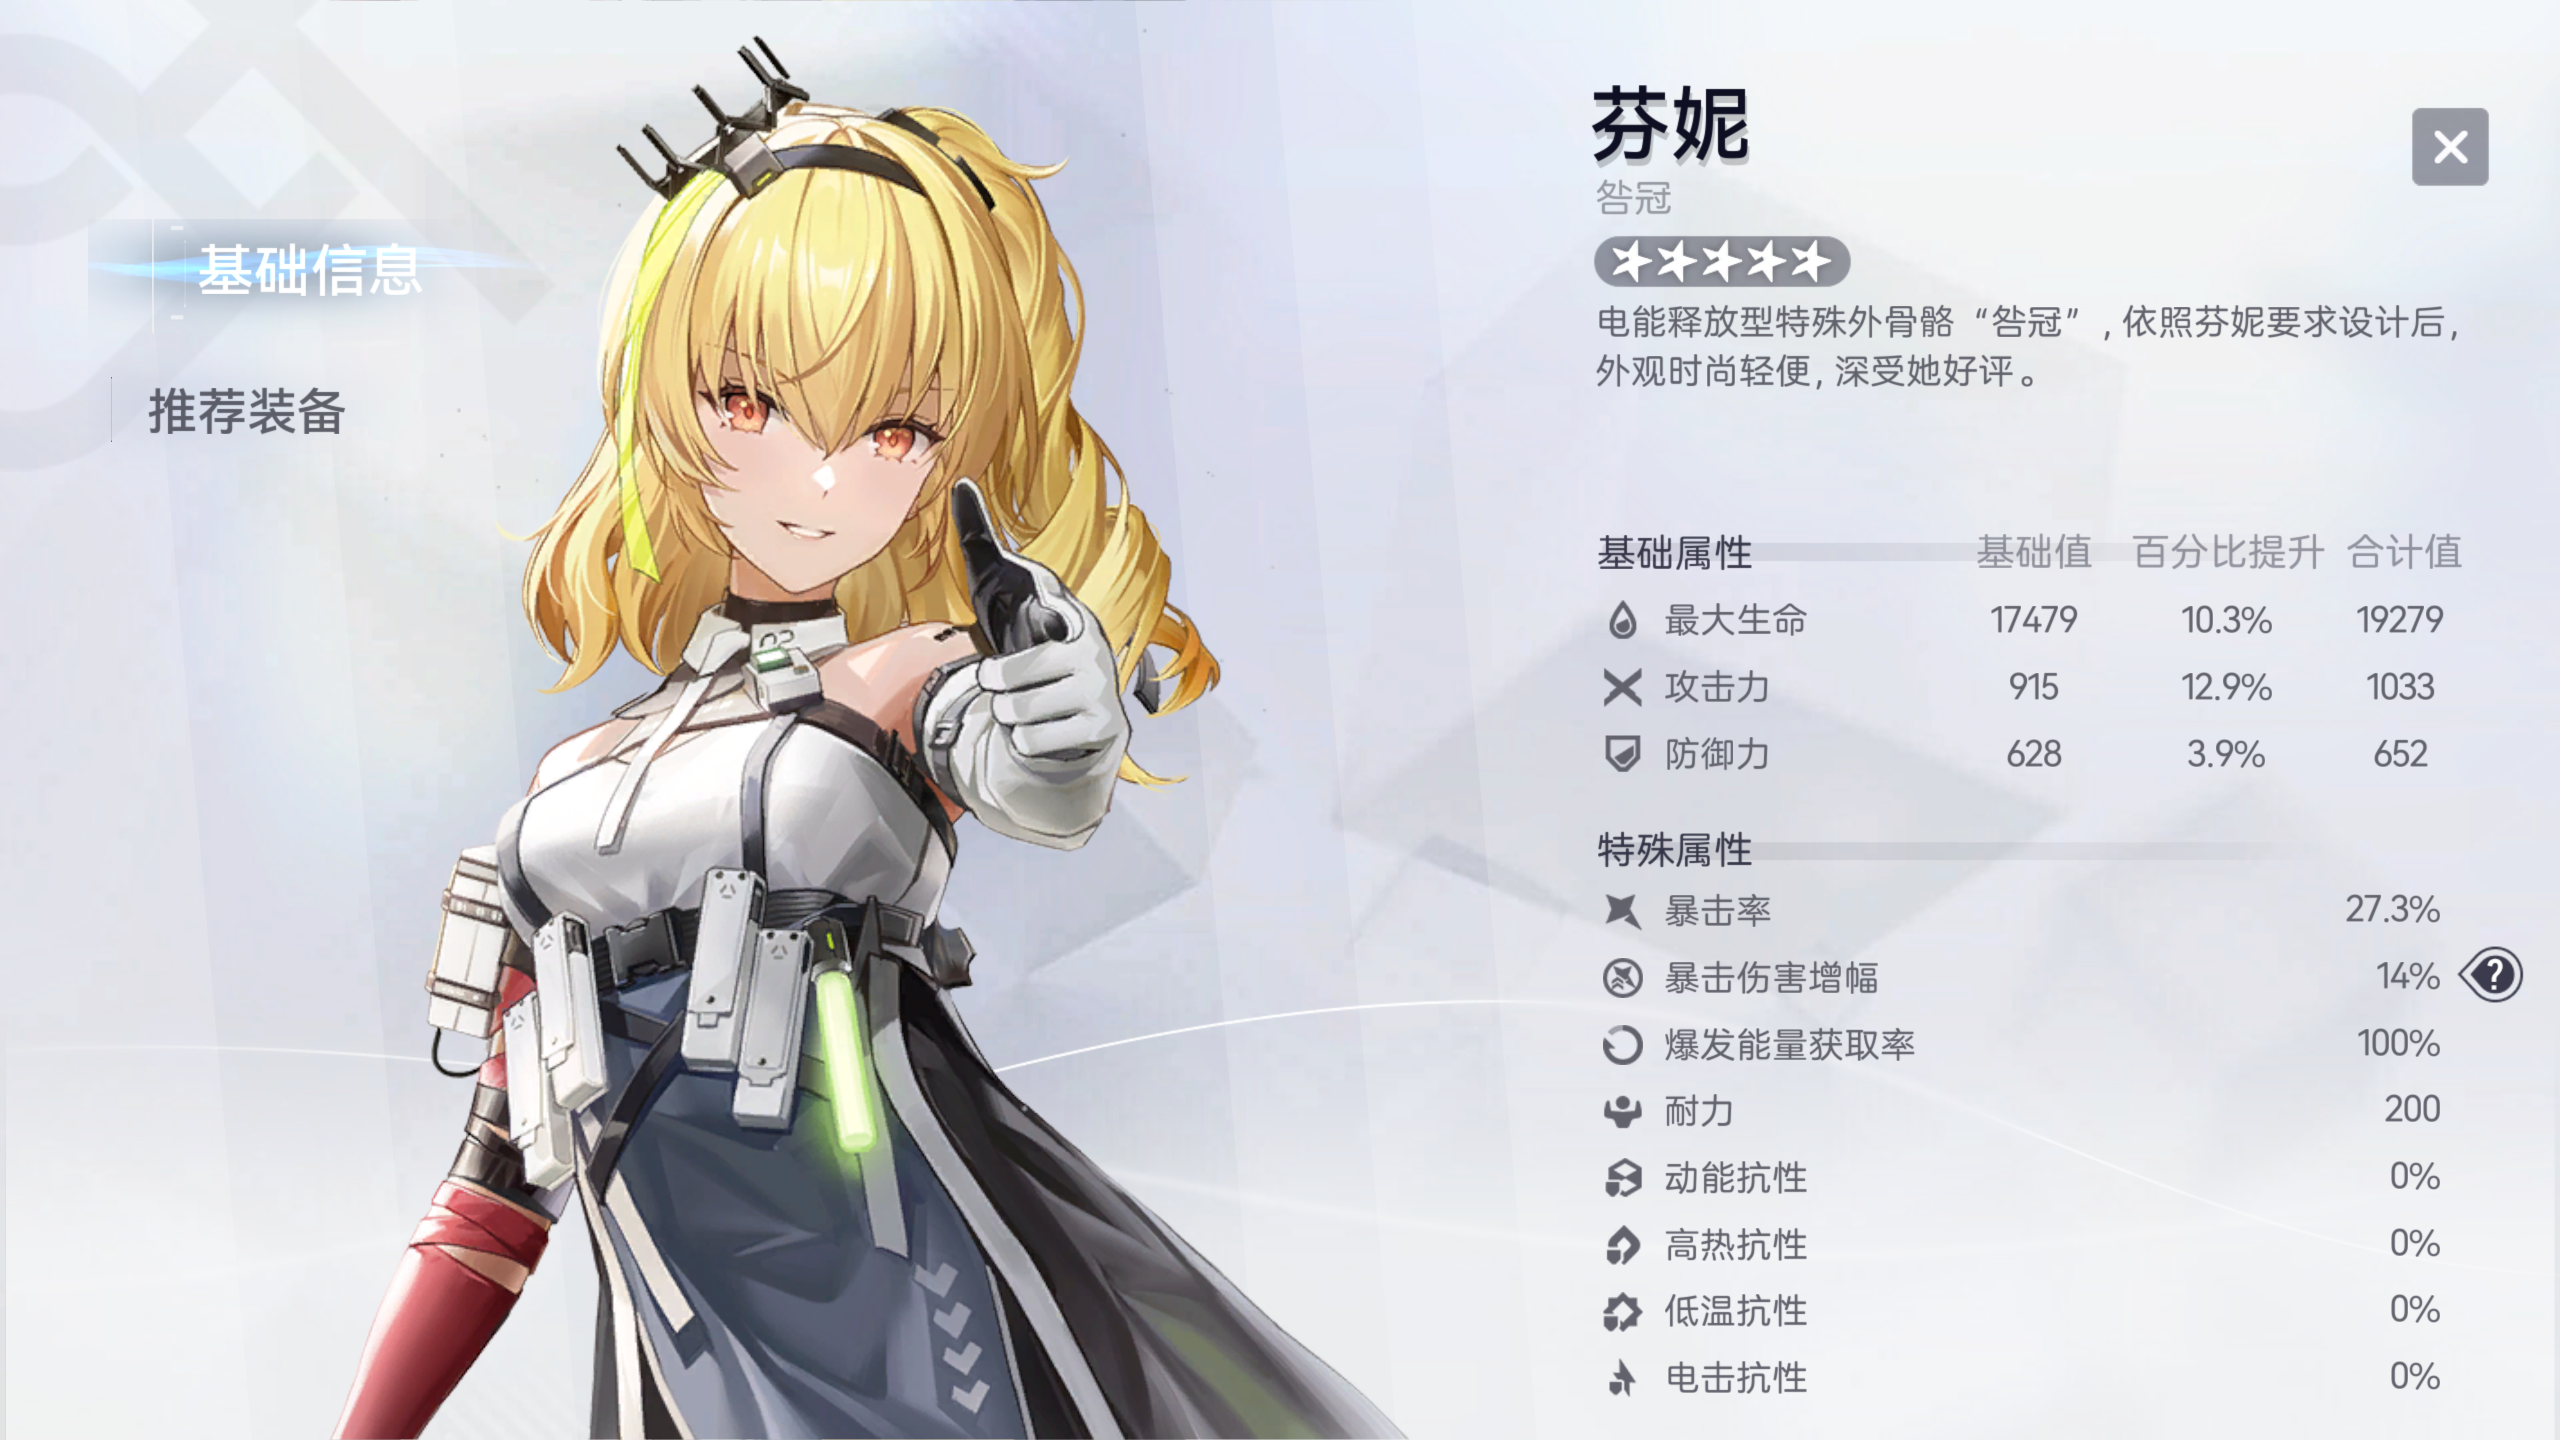 基础信息
推荐装备
芬妮
咎冠
电能释放型特殊外骨骼“咎冠”,依照芬妮要求设计后,
外观时尚轻便,深受她好评。
基础属性 基础值 百分比提升 合计值
最大生命 17479 10.3% 19279
攻击力 915 12.9% 1033
防御力 628 3.9% 652
特殊属性
暴击率 27.3%
暴击伤害增幅 14% ?
爆发能量获取率 100%
耐力 200
动能抗性 0%
高热抗性 0%
低温抗性 0%
电击抗性 0%